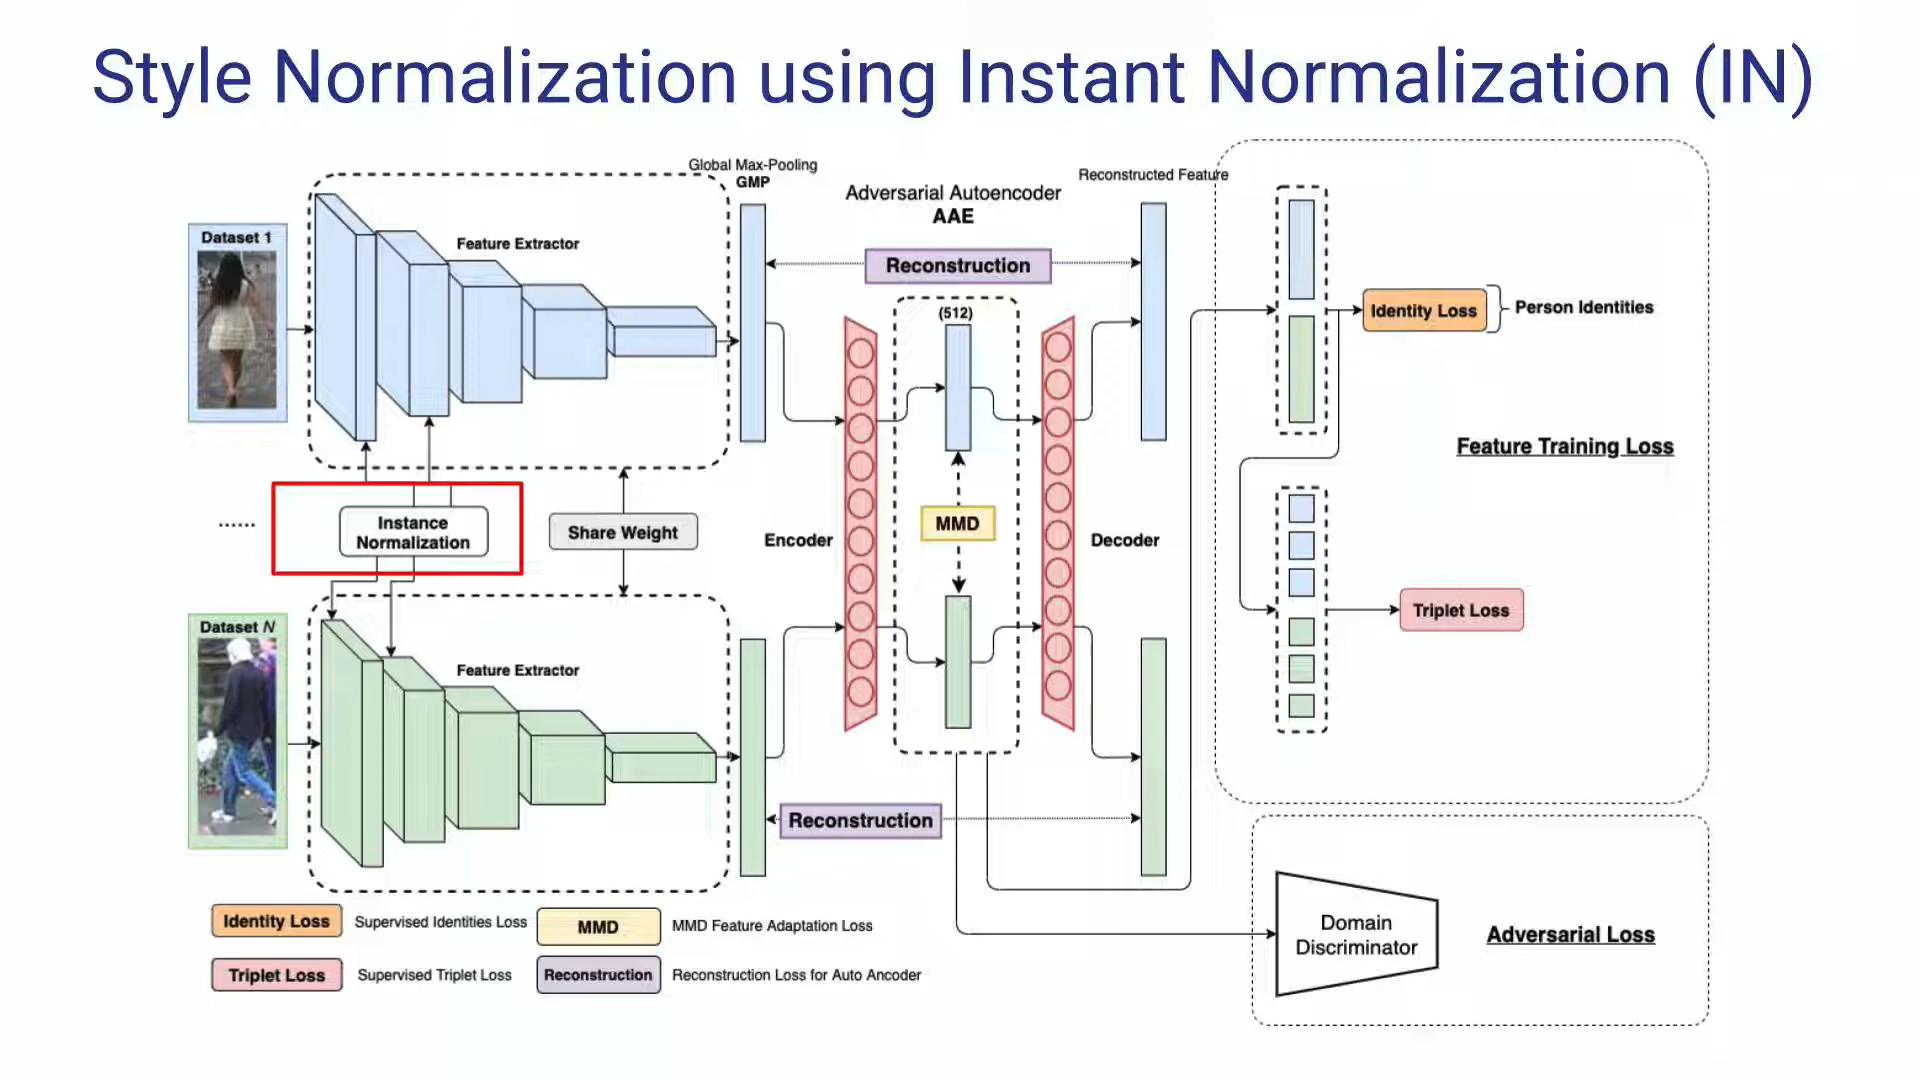 Style Normalization using Instant Normalization (IN)
Global Max-Pooling
GMP
Adversarial Autoencoder
AAE
Reconstructed Feature
Dataset 1
Feature Extractor
Reconstruction
(512)
Identity Loss
Person Identities
Feature Training Loss
......
Instance
Normalization
Share Weight
Encoder
MMD
Decoder
Triplet Loss
Dataset N
Feature Extractor
Reconstruction
Domain
Discriminator
Adversarial Loss
Identity Loss
Supervised Identities Loss
MMD
MMD Feature Adaptation Loss
Triplet Loss
Supervised Triplet Loss
Reconstruction
Reconstruction Loss for Auto Ancoder